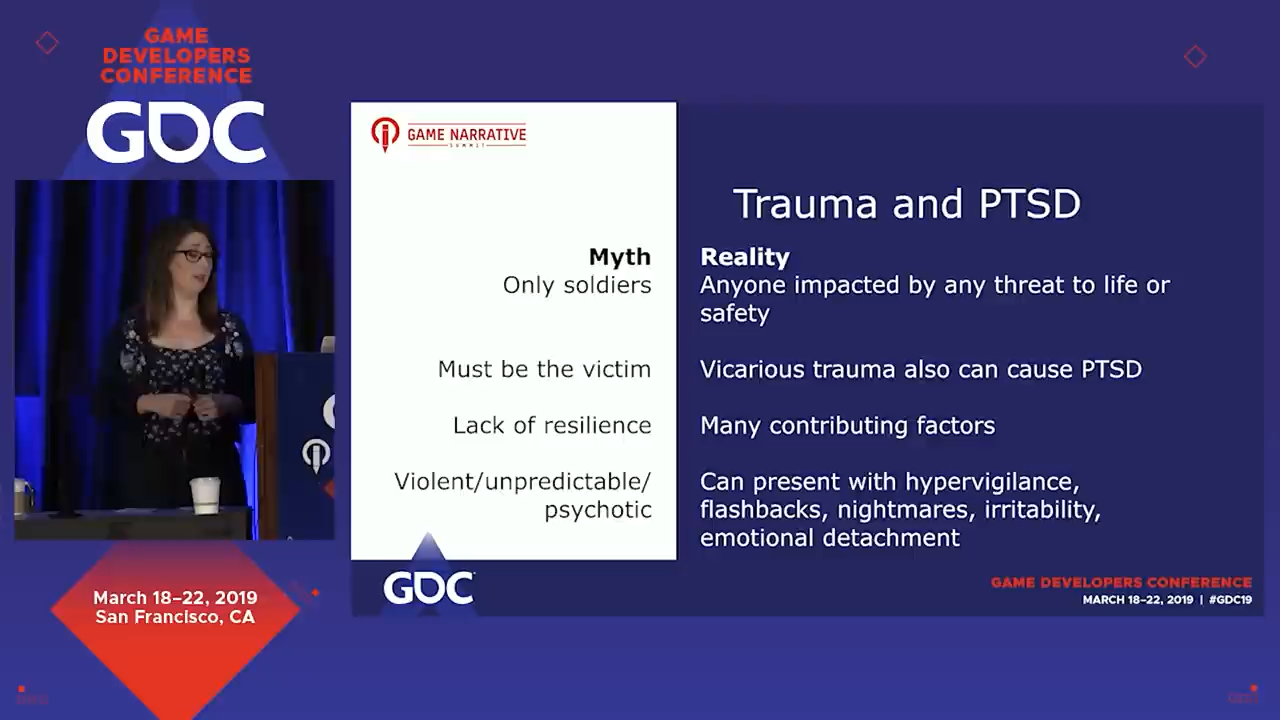 GAME
DEVELOPERS
CONFERENCE
GDC
March 18–22, 2019
San Francisco, CA
GAME NARRATIVE
SUMMIT
Trauma and PTSD
Myth
Only soldiers
Must be the victim
Lack of resilience
Violent/unpredictable/
psychotic
Reality
Anyone impacted by any threat to life or
safety
Vicarious trauma also can cause PTSD
Many contributing factors
Can present with hypervigilance,
flashbacks, nightmares, irritability,
emotional detachment
GDC
GAME DEVELOPERS CONFERENCE
MARCH 18–22, 2019 | #GDC19